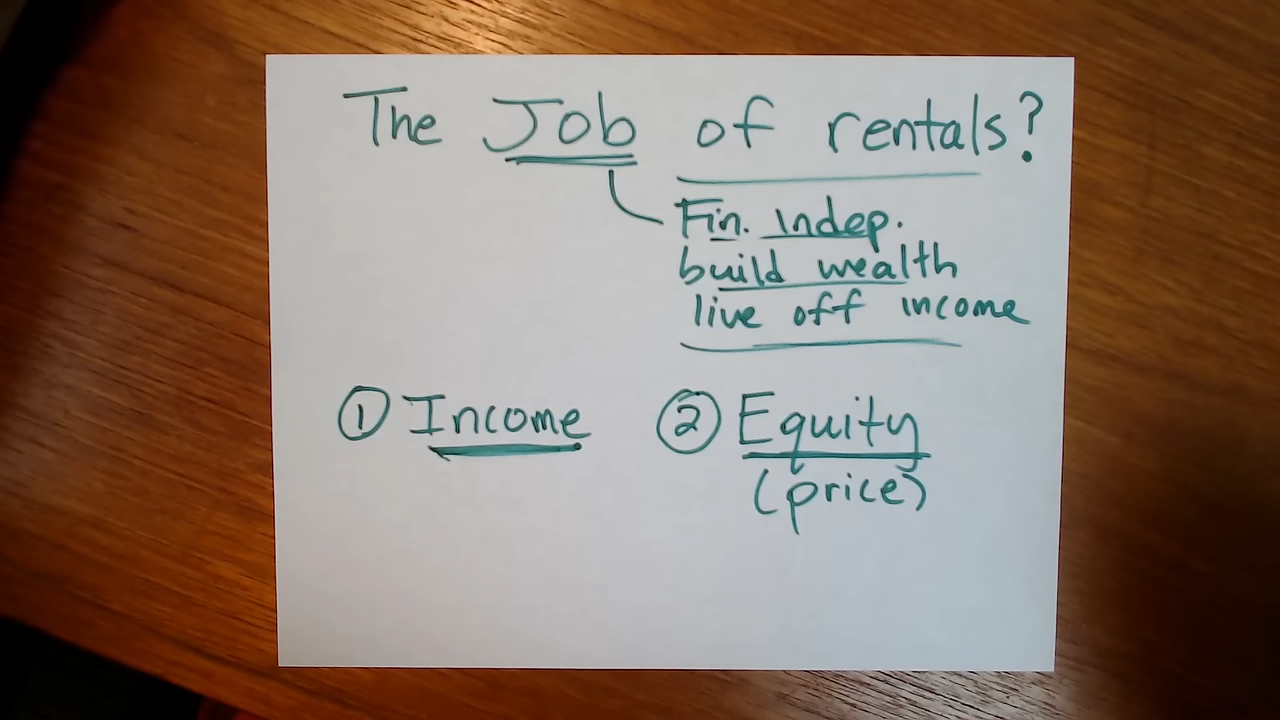 The Job of rentals?
Fin. Indep.
build wealth
live off income
① Income ② Equity
(price)